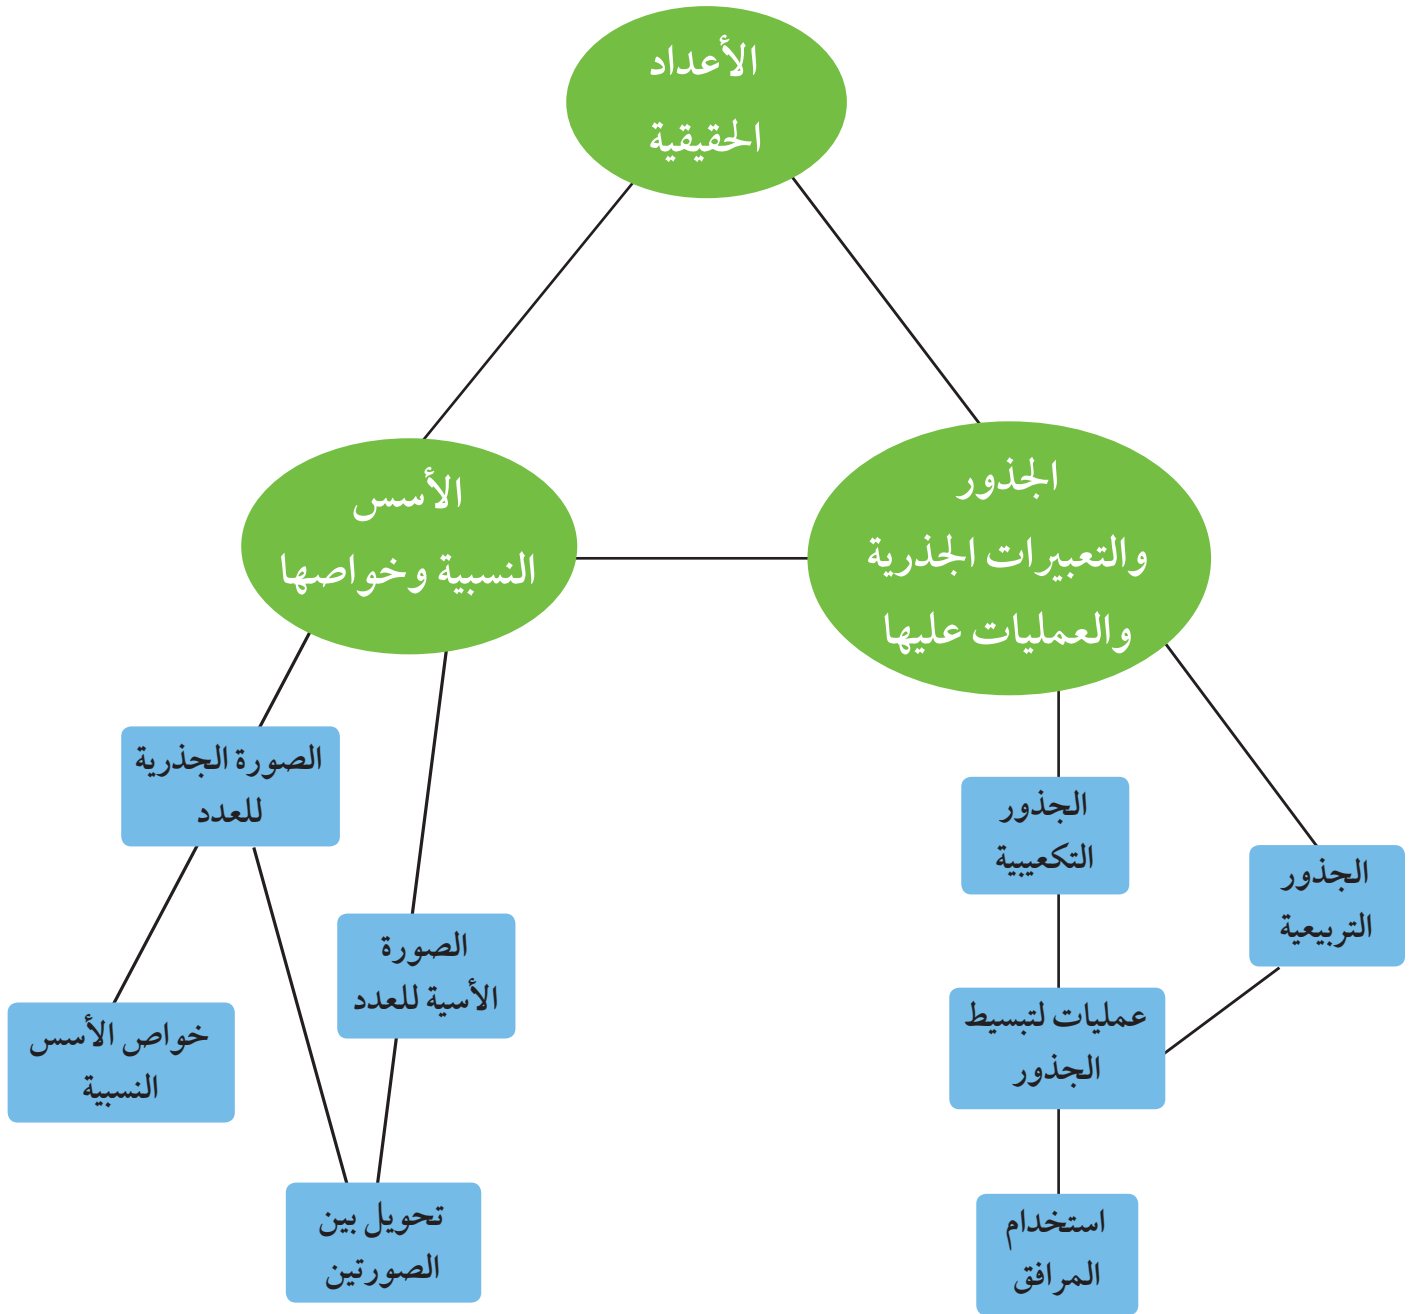 الأعداد
الحقيقية
الجذور
والتعبيرات الجذرية
والعمليات عليها
الأسس
النسبية وخواصها
الجذور
التربيعية
الجذور
التكعيبية
عمليات لتبسيط
الجذور
استخدام
المرافق
الصورة الجذرية
للعدد
الصورة
الأسية للعدد
خواص الأسس
النسبية
تحويل بين
الصورتين